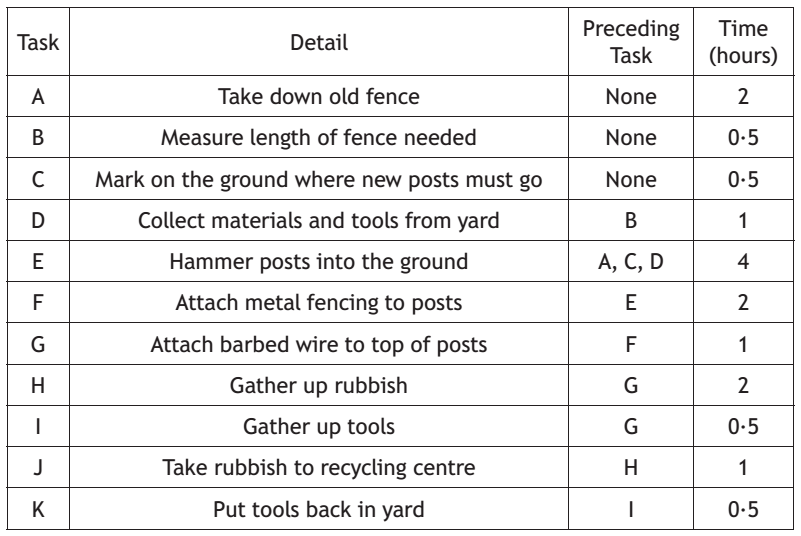 Task Detail Preceding Task Time (hours)
A Take down old fence None 2
B Measure length of fence needed None 0·5
C Mark on the ground where new posts must go None 0·5
D Collect materials and tools from yard B 1
E Hammer posts into the ground A, C, D 4
F Attach metal fencing to posts E 2
G Attach barbed wire to top of posts F 1
H Gather up rubbish G 2
I Gather up tools G 0·5
J Take rubbish to recycling centre H 1
K Put tools back in yard I 0·5